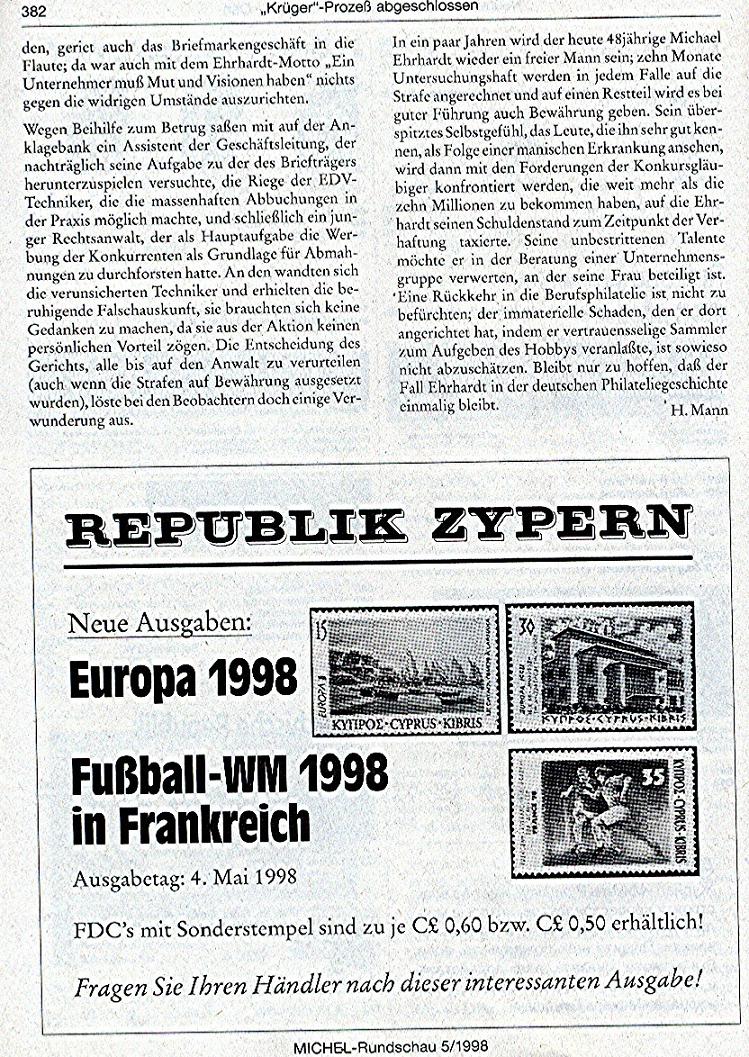 382
„Krüger“-Prozeß abgeschlossen
den, geriet auch das Briefmarkengeschäft in die
Flaute; da war auch mit dem Ehrhardt-Motto „Ein
Unternehmer muß Mut und Visionen haben“ nichts
gegen die widrigen Umstände auszurichten.
Wegen Beihilfe zum Betrug saßen mit auf der An-
klagebank ein Assistent der Geschäftsleitung, der
nachträglich seine Aufgabe zu der des Briefträgers
herunterzuspielen versuchte, die Riege der EDV-
Techniker, die die massenhaften Abbuchungen in
der Praxis möglich machte, und schließlich ein jun-
ger Rechtsanwalt, der als Hauptaufgabe die Wer-
bung der Konkurrenten als Grundlage für Abmah-
nungen zu durchforsten hatte. An den wandten sich
die verunsicherten Techniker und erhielten die be-
ruhigende Falschauskunft, sie brauchten sich keine
Gedanken zu machen, da sie aus der Aktion keinen
persönlichen Vorteil zögen. Die Entscheidung des
Gerichts, alle bis auf den Anwalt zu verurteilen
(auch wenn die Strafen auf Bewährung ausgesetzt
wurden), löste bei den Beobachtern doch einige Ver-
wunderung aus.
In ein paar Jahren wird der heute 48jährige Michael
Ehrhardt wieder ein freier Mann sein; zehn Monate
Untersuchungshaft werden in jedem Falle auf die
Strafe angerechnet und auf einen Restteil wird es bei
guter Führung auch Bewährung geben. Sein über-
spitztes Selbstgefühl, das Leute, die ihn sehr gut ken-
nen, als Folge einer manischen Erkrankung ansehen,
wird dann mit den Forderungen der Konkursgläu-
biger konfrontiert werden, die weit mehr als die
zehn Millionen zu bekommen haben, auf die Ehr-
hardt seinen Schuldenstand zum Zeitpunkt der Ver-
haftung taxierte. Seine unbestrittenen Talente
möchte er in der Beratung einer Unternehmens-
gruppe verwerten, an der seine Frau beteiligt ist.
Eine Rückkehr in die Berufsphilatelie ist nicht zu
befürchten; der immaterielle Schaden, den er dort
angerichtet hat, indem er vertrauensselige Sammler
zum Aufgeben des Hobbys veranlaßte, ist sowieso
nicht abzuschätzen. Bleibt nur zu hoffen, daß der
Fall Ehrhardt in der deutschen Philateliegeschichte
einmalig bleibt.
H. Mann
REPUBLIK ZYPERN
Neue Ausgaben:
Europa 1998
15
EUROPA
ΚΥΠΡΟΣ·CYPRUS·KIBRIS
30
ΚΥΠΡΟΣ·CYPRUS·KIBRIS
Fußball-WM 1998
in Frankreich
35
ΚΥΠΡΟΣ·CYPRUS·KIBRIS
FRANCE 98
Ausgabetag: 4. Mai 1998
FDC's mit Sonderstempel sind zu je C£ 0,60 bzw. C£ 0,50 erhältlich!
Fragen Sie Ihren Händler nach dieser interessanten Ausgabe!
MICHEL-Rundschau 5/1998